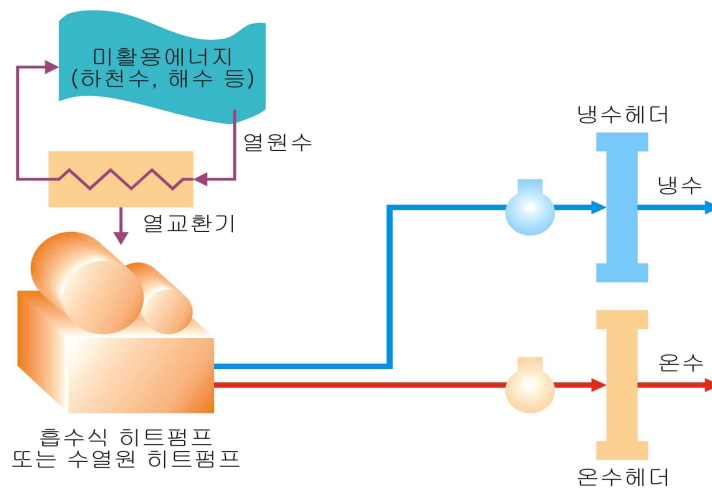 미활용에너지
(하천수, 해수 등)
열원수
열교환기
냉수헤더
냉수
온수
흡수식 히트펌프
또는 수열원 히트펌프
온수헤더